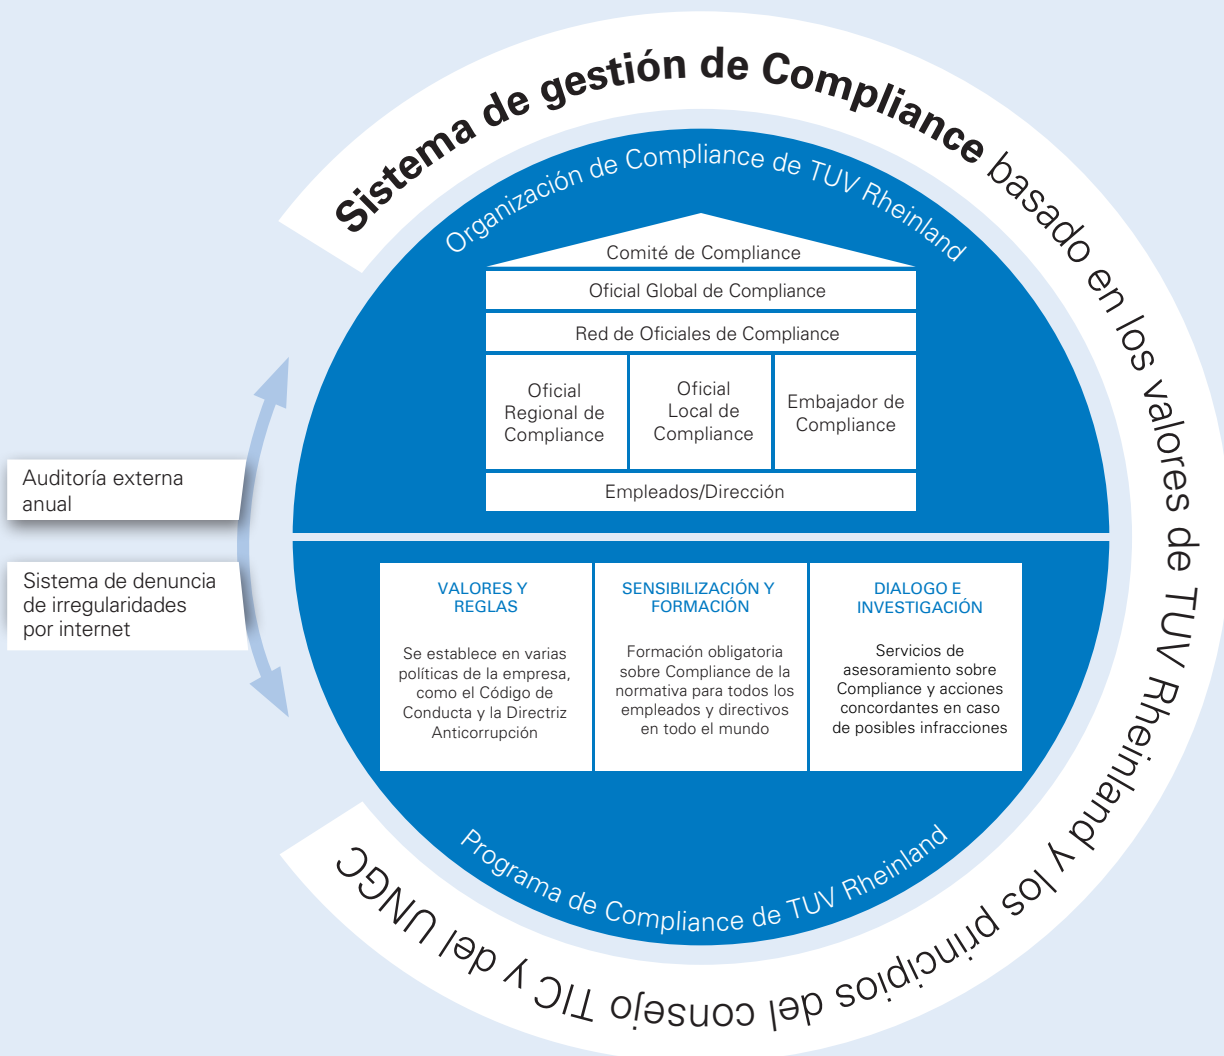 Sistema de gestión de Compliance basado en los valores de TUV Rheinland y los principios del consejo TIC y del UNGC
Organización de Compliance de TUV Rheinland
Comité de Compliance
Oficial Global de Compliance
Red de Oficiales de Compliance
Oficial
Regional de
Compliance
Oficial
Local de
Compliance
Embajador de
Compliance
Empleados/Dirección
Auditoría externa
anual
Sistema de denuncia
de irregularidades
por internet
VALORES Y
REGLAS
Se establece en varias
políticas de la empresa,
como el Código de
Conducta y la Directriz
Anticorrupción
SENSIBILIZACIÓN Y
FORMACIÓN
Formación obligatoria
sobre Compliance de la
normativa para todos los
empleados y directivos
en todo el mundo
DIALOGO E
INVESTIGACIÓN
Servicios de
asesoramiento sobre
Compliance y acciones
concordantes en caso
de posibles infracciones
Programa de Compliance de TUV Rheinland